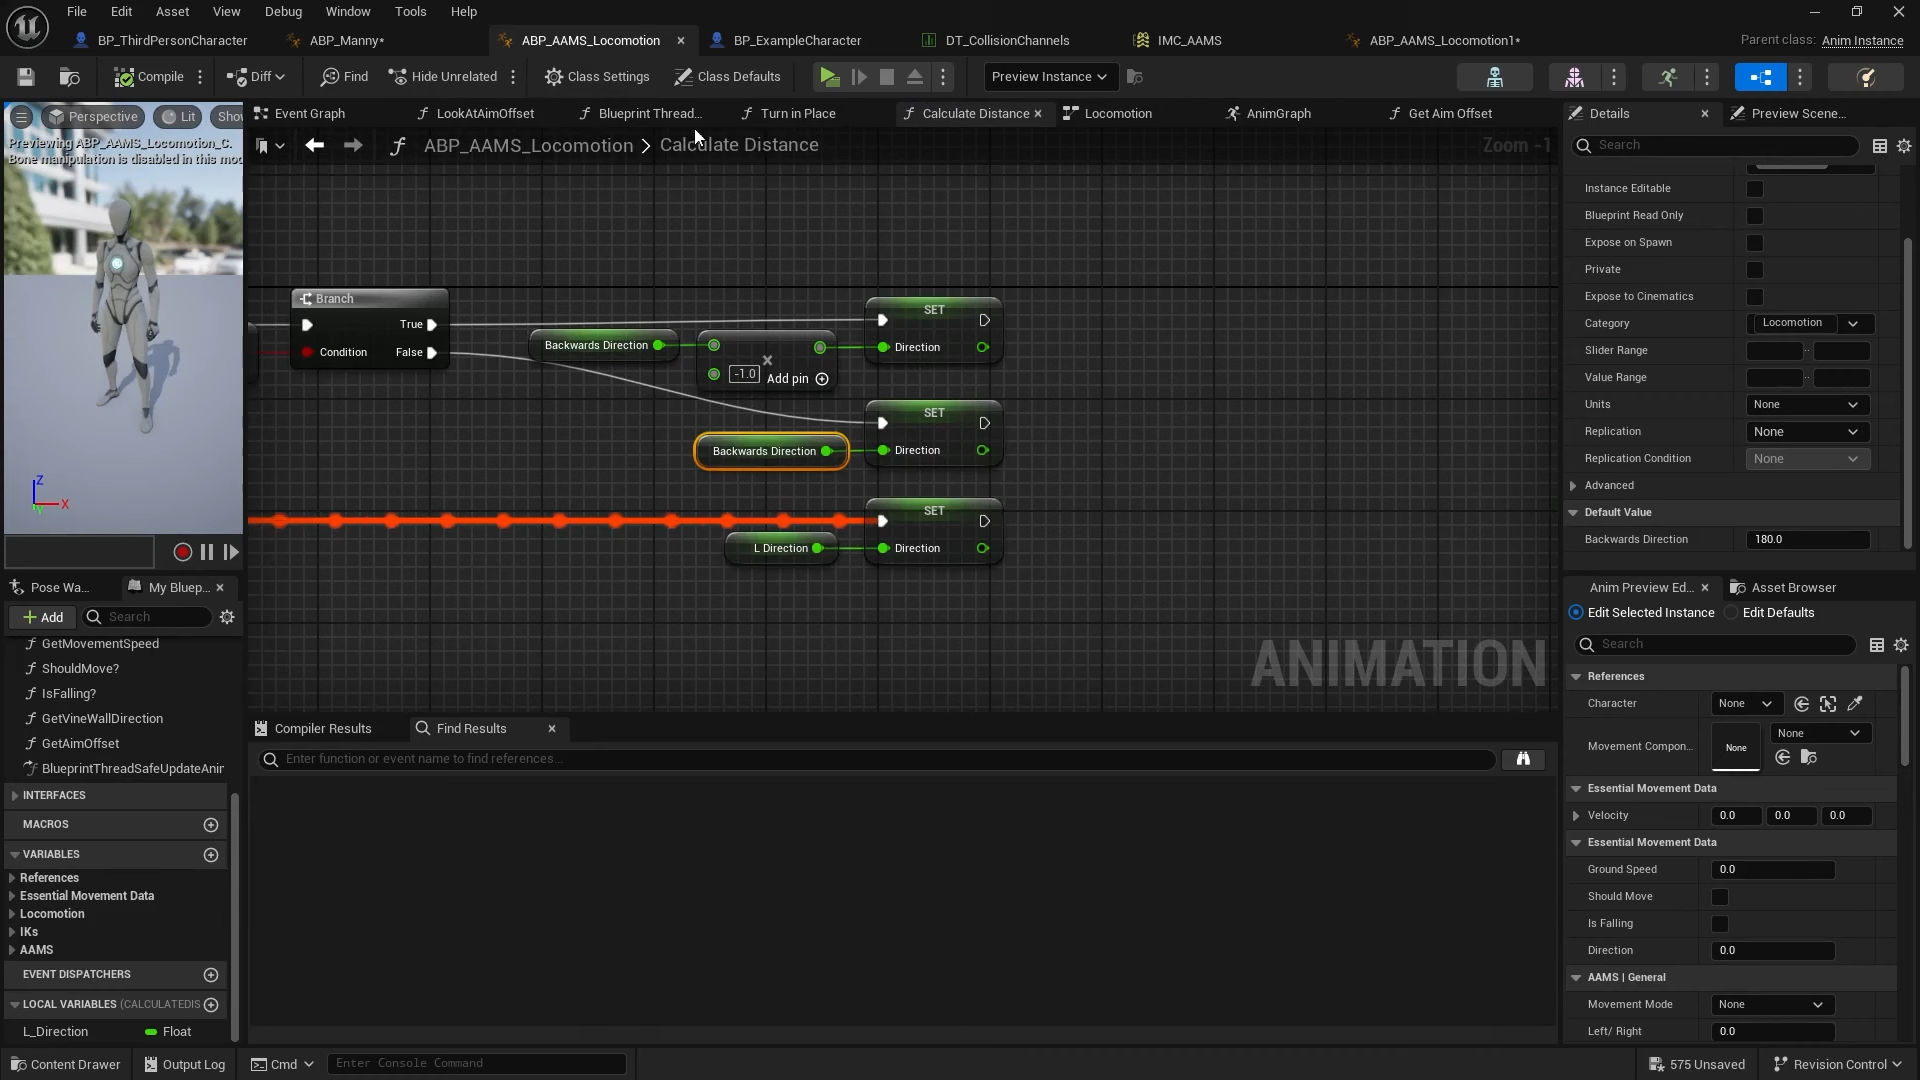 File Edit Asset View Debug Window Tools Help
BP_ThirdPersonCharacter ABP_Manny* ABP_AAMS_Locomotion BP_ExampleCharacter DT_CollisionChannels IMC_AAMS ABP_AAMS_Locomotion1* Parent class: Anim Instance
Compile Diff Find Hide Unrelated Class Settings Class Defaults Preview Instance
Perspective Lit Show
Previewing ABP_AAMS_Locomotion_C.
Bone manipulation is disabled in this mod
Event Graph LookAtAimOffset Blueprint Thread... Turn in Place Calculate Distance Locomotion AnimGraph Get Aim Offset
ABP_AAMS_Locomotion > Calculate Distance Zoom -1
Branch
True
Condition False
Backwards Direction
-1.0 Add pin
SET
Direction
SET
Backwards Direction Direction
SET
L Direction Direction
ANIMATION
Z
X
Pose Wa... My Bluep...
Add Search
GetMovementSpeed
ShouldMove?
IsFalling?
GetVineWallDirection
GetAimOffset
BlueprintThreadSafeUpdateAnir
INTERFACES
MACROS
VARIABLES
References
Essential Movement Data
Locomotion
IKs
AAMS
EVENT DISPATCHERS
LOCAL VARIABLES (CALCULATEDIS
L_Direction Float
Compiler Results Find Results
Enter function or event name to find references...
Details Preview Scene...
Search
Instance Editable
Blueprint Read Only
Expose on Spawn
Private
Expose to Cinematics
Category Locomotion
Slider Range
Value Range
Units None
Replication None
Replication Condition None
Advanced
Default Value
Backwards Direction 180.0
Anim Preview Ed... Asset Browser
Edit Selected Instance Edit Defaults
Search
References
Character None
Movement Compon... None None
Essential Movement Data
Velocity 0.0 0.0 0.0
Essential Movement Data
Ground Speed 0.0
Should Move
Is Falling
Direction 0.0
AAMS | General
Movement Mode None
Left/ Right 0.0
Content Drawer Output Log Cmd Enter Console Command 575 Unsaved Revision Control